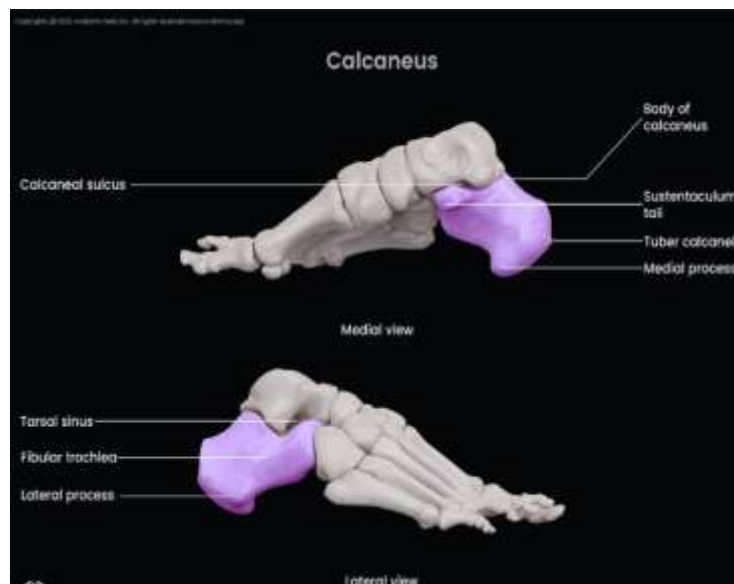 Calcaneus
Body of
calcaneus
Calcaneal sulcus
Sustentaculum
tali
Tuber calcanei
Medial process
Medial view
Tarsal sinus
Fibular trochlea
Lateral process
Lateral view